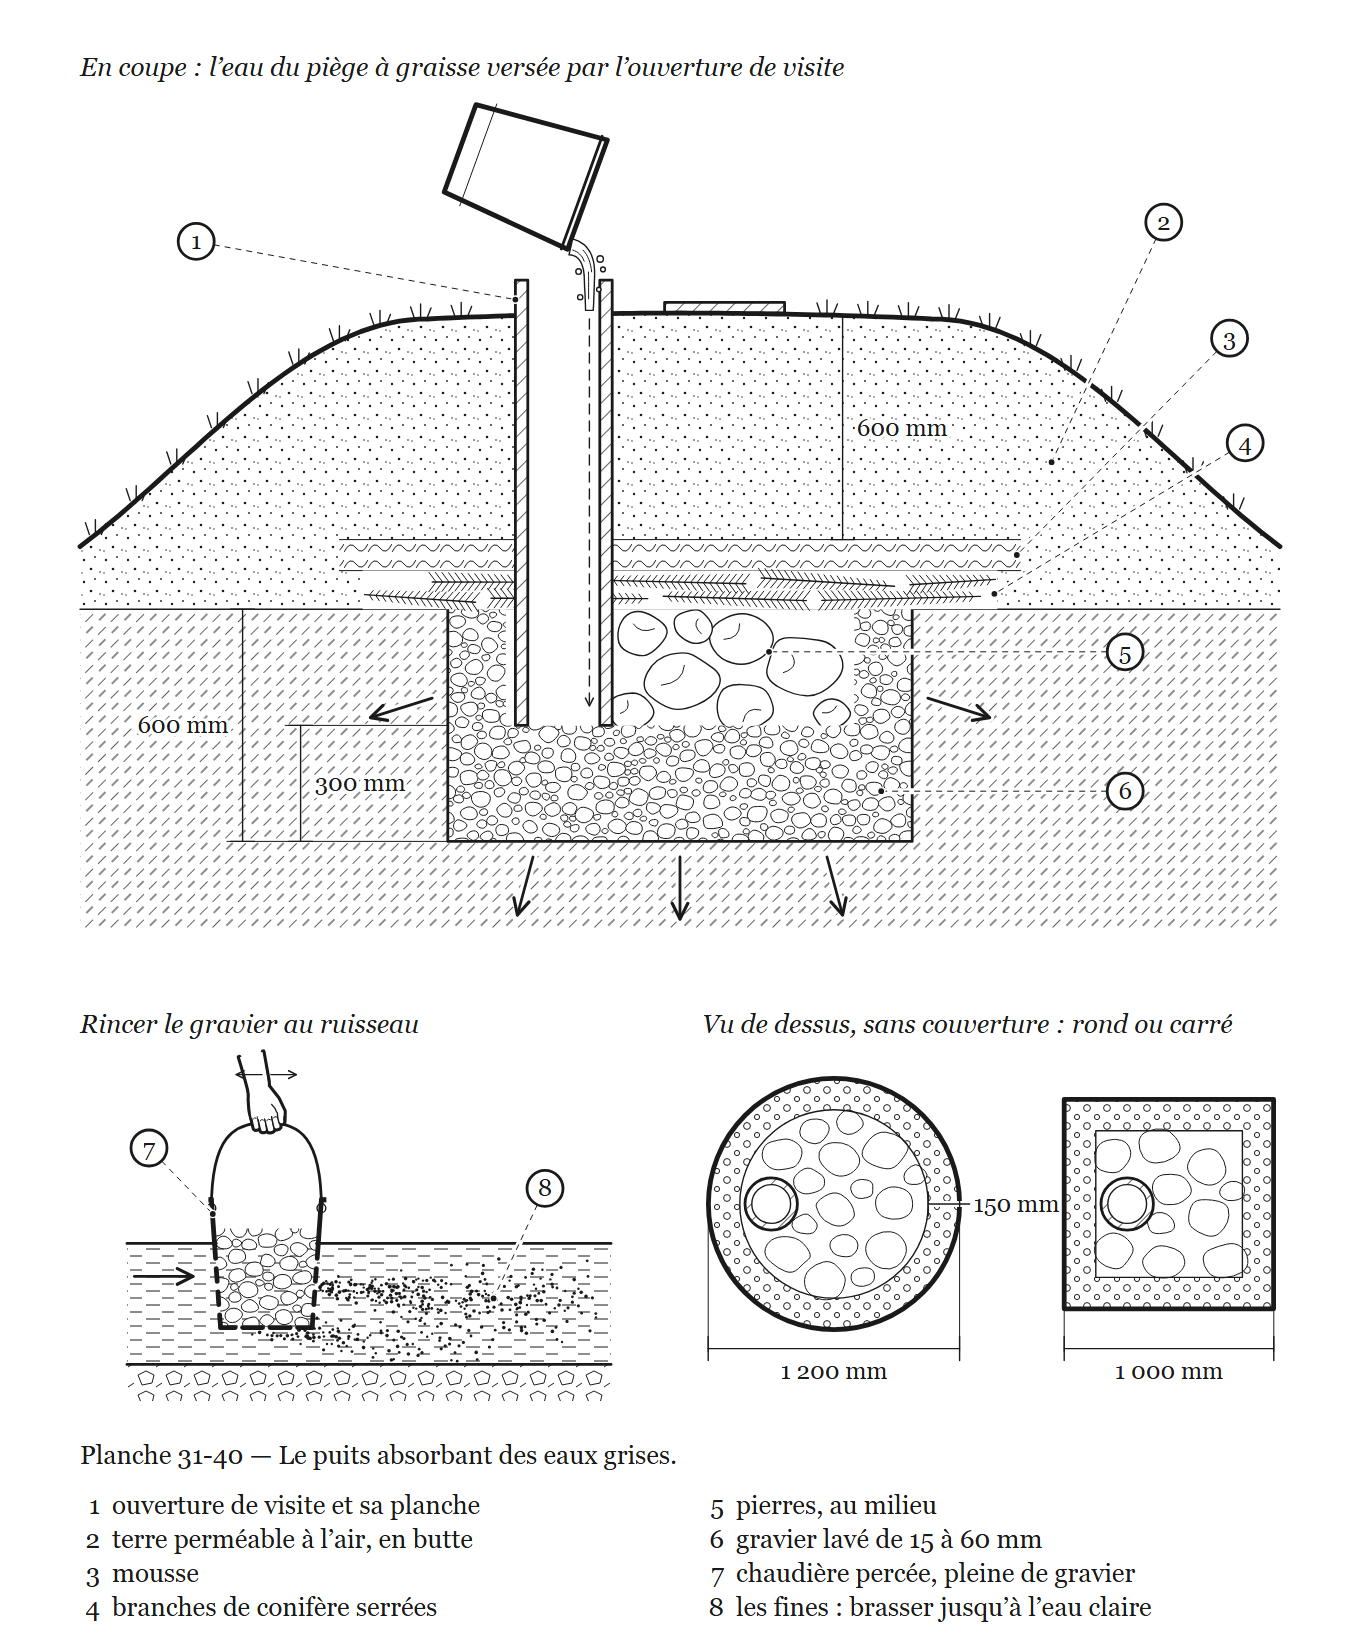 En coupe : l’eau du piège à graisse versée par l’ouverture de visite
1
2
3
600 mm
4
5
600 mm
300 mm
6
Rincer le gravier au ruisseau
Vu de dessus, sans couverture : rond ou carré
7
8
150 mm
1 200 mm
1 000 mm
Planche 31-40 — Le puits absorbant des eaux grises.
1 ouverture de visite et sa planche
2 terre perméable à l’air, en butte
3 mousse
4 branches de conifère serrées
5 pierres, au milieu
6 gravier lavé de 15 à 60 mm
7 chaudière percée, pleine de gravier
8 les fines : brasser jusqu’à l’eau claire